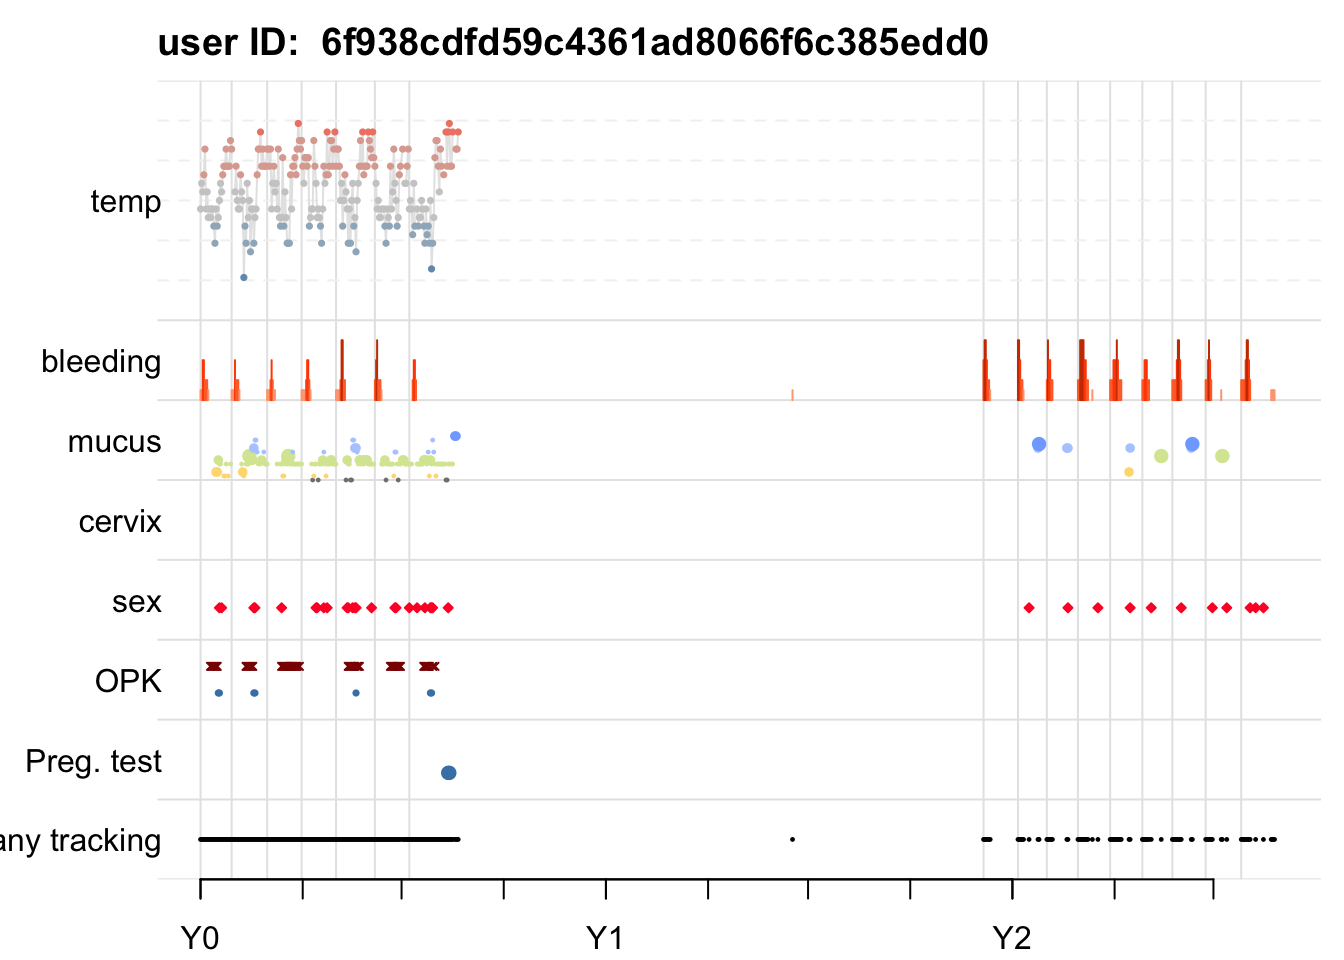 user ID:  6f938cdfd59c4361ad8066f6c385edd0
temp
bleeding
mucus
cervix
sex
OPK
Preg. test
any tracking
Y0
Y1
Y2